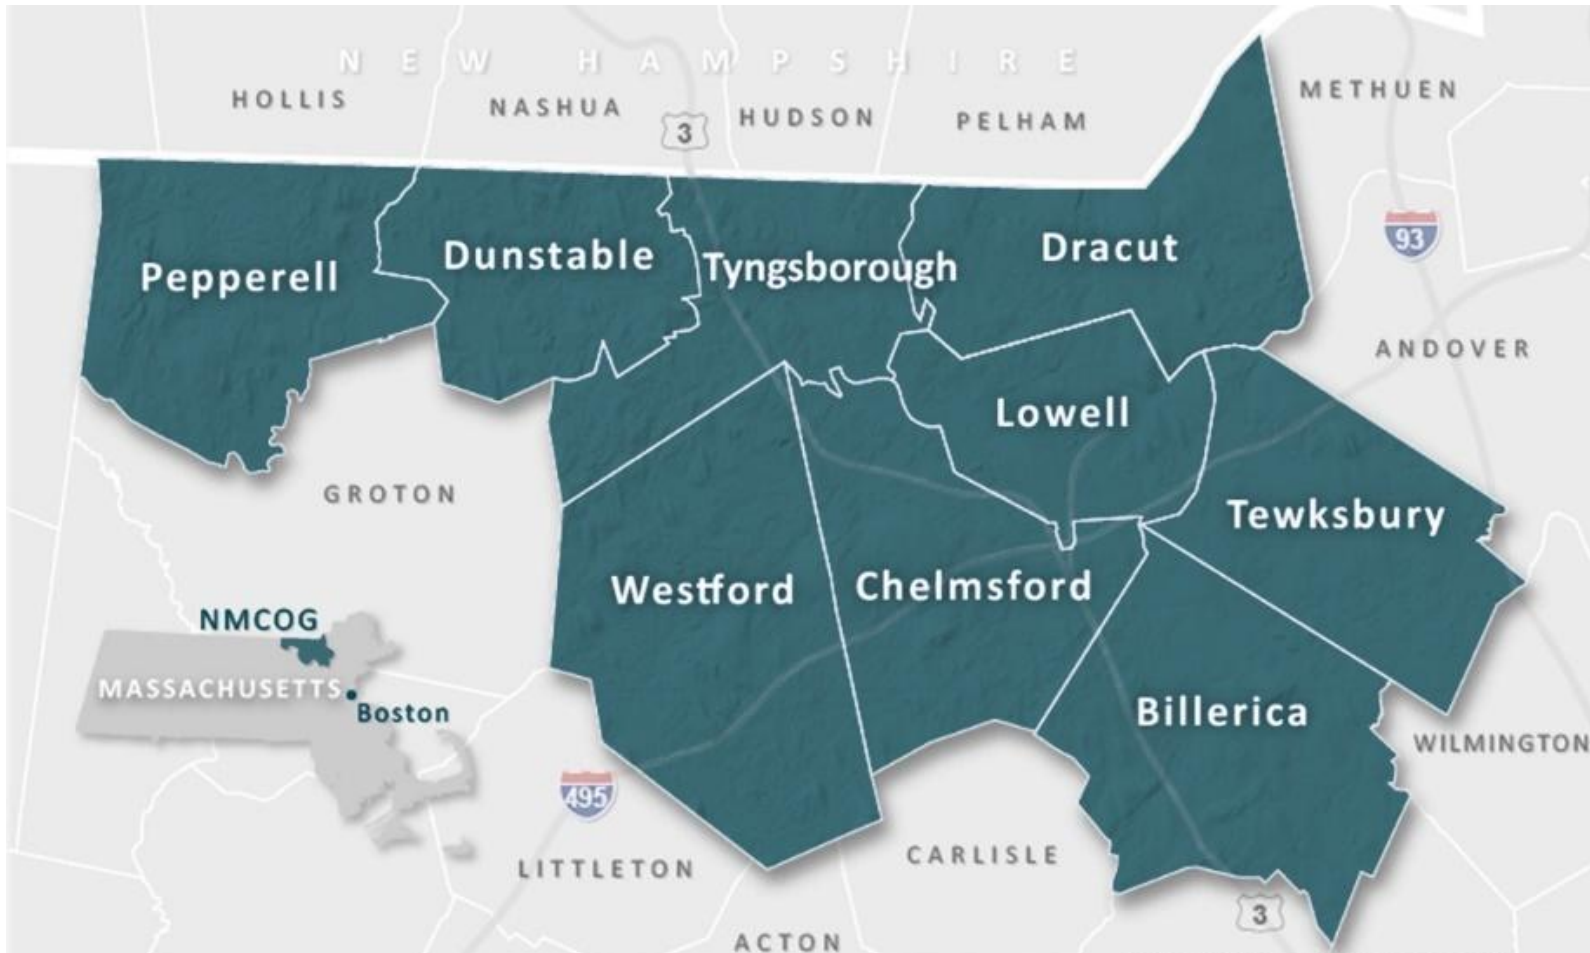 NEW HAMPSHIRE
HOLLIS
NASHUA
HUDSON
PELHAM
METHUEN
3
93
Pepperell
Dunstable
Tyngsborough
Dracut
ANDOVER
Lowell
GROTON
Tewksbury
Westford
Chelmsford
NMCOG
MASSACHUSETTS
Boston
Billerica
WILMINGTON
495
LITTLETON
CARLISLE
3
ACTON